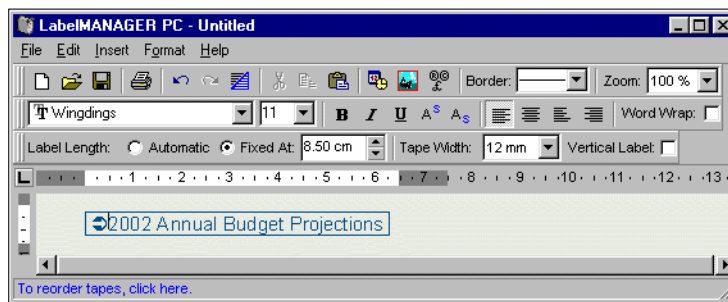 LabelMANAGER PC - Untitled
File Edit Insert Format Help
Border: Zoom: 100 %
Wingdings 11 B I U A S A S Word Wrap:
Label Length: Automatic Fixed At: 8.50 cm Tape Width: 12 mm Vertical Label:
L 1 2 3 4 5 6 7 8 9 10 11 12 13
2002 Annual Budget Projections
To reorder tapes, click here.